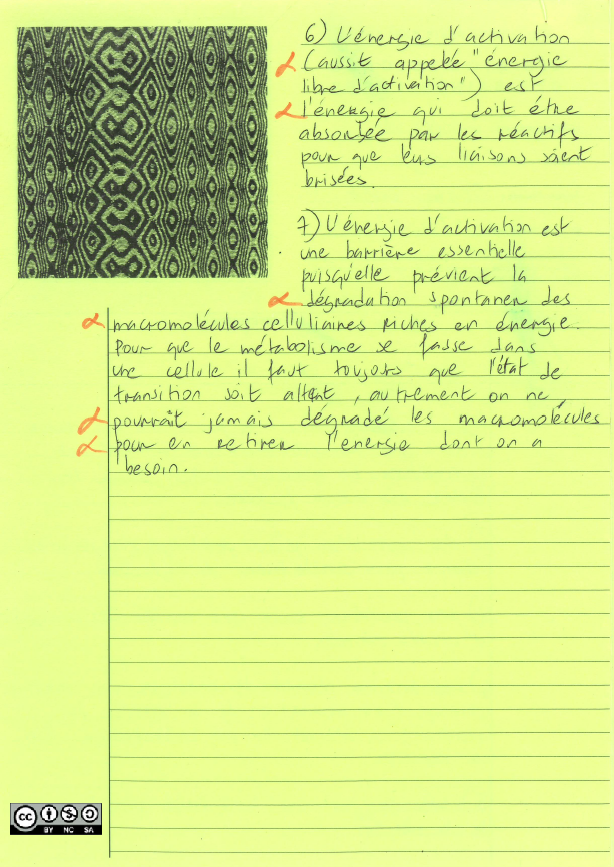 6) L'énergie d'activation
(aussit appelée "énergie
libre d'activation") est
l'énergie qui doit être
absorbée par les réactifs
pour que leurs liaisons soient
brisées.
7) L'énergie d'activation est
une barrière essentielle
puisqu'elle prévient la
dégradation spontaner des
macromolécules celluliaires riches en énergie.
Pour que le métabolisme se fasse dans
une cellule il faut toujours que l'état de
transition soit attent, autrement on ne
pourrait jamais dégradé les macromolécules
pour en retirer l'énergie dont on a
besoin.
cc BY NC SA